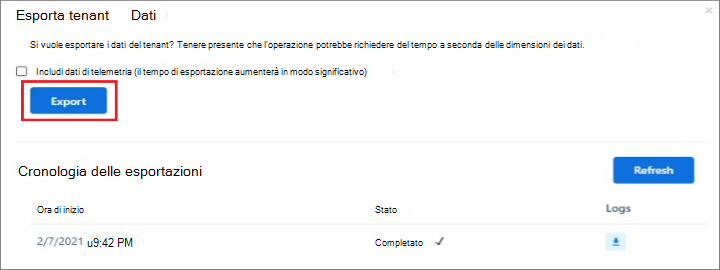 Esporta tenant Dati
Si vuole esportare i dati del tenant? Tenere presente che l'operazione potrebbe richiedere del tempo a seconda delle dimensioni dei dati.
Includi dati di telemetria (il tempo di esportazione aumenterà in modo significativo)
Export
Cronologia delle esportazioni
Refresh
Ora di inizio Stato Logs
2/7/2021 u9:42 PM Completato ✓